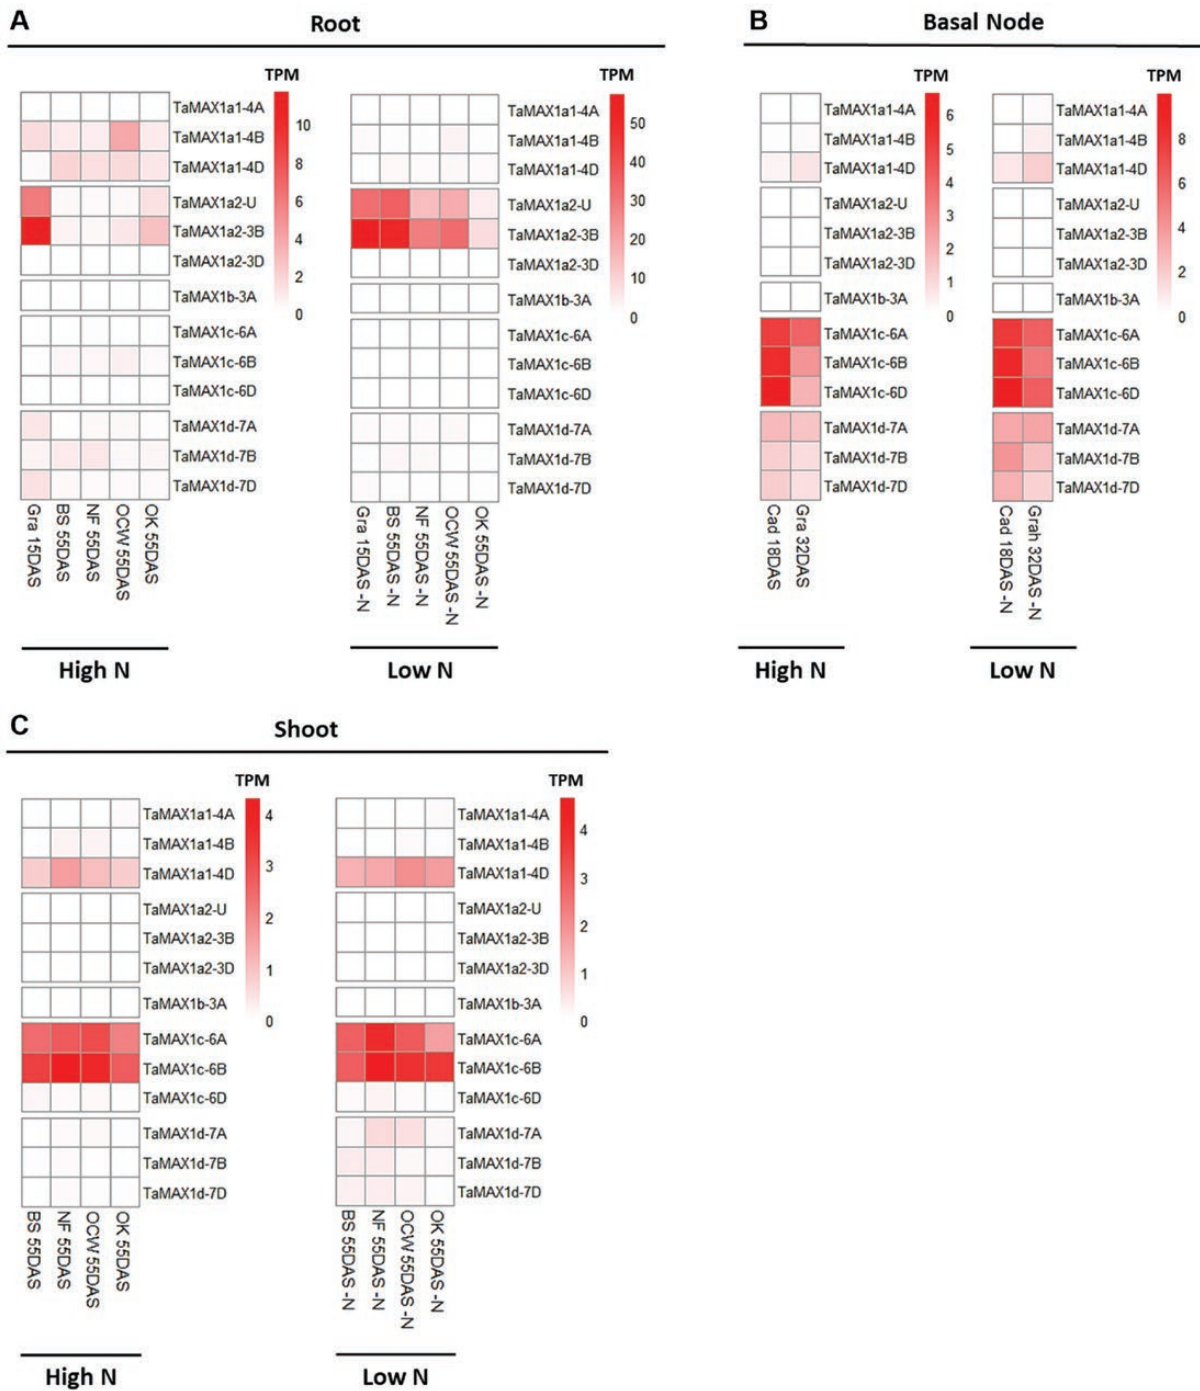 A
Root
TPM
TaMAX1a1-4A
TaMAX1a1-4B
TaMAX1a1-4D
TaMAX1a2-U
TaMAX1a2-3B
TaMAX1a2-3D
TaMAX1b-3A
TaMAX1c-6A
TaMAX1c-6B
TaMAX1c-6D
TaMAX1d-7A
TaMAX1d-7B
TaMAX1d-7D
10
8
6
4
2
0
Gra 15DAS
BS 55DAS
NF 55DAS
OCW 55DAS
OK 55DAS
High N
TPM
TaMAX1a1-4A
TaMAX1a1-4B
TaMAX1a1-4D
TaMAX1a2-U
TaMAX1a2-3B
TaMAX1a2-3D
TaMAX1b-3A
TaMAX1c-6A
TaMAX1c-6B
TaMAX1c-6D
TaMAX1d-7A
TaMAX1d-7B
TaMAX1d-7D
50
40
30
20
10
0
Gra 15DAS -N
BS 55DAS -N
NF 55DAS -N
OCW 55DAS -N
OK 55DAS -N
Low N
B
Basal Node
TPM
TaMAX1a1-4A
TaMAX1a1-4B
TaMAX1a1-4D
TaMAX1a2-U
TaMAX1a2-3B
TaMAX1a2-3D
TaMAX1b-3A
TaMAX1c-6A
TaMAX1c-6B
TaMAX1c-6D
TaMAX1d-7A
TaMAX1d-7B
TaMAX1d-7D
6
5
4
3
2
1
0
Cad 18DAS
Gra 32DAS
High N
TPM
TaMAX1a1-4A
TaMAX1a1-4B
TaMAX1a1-4D
TaMAX1a2-U
TaMAX1a2-3B
TaMAX1a2-3D
TaMAX1b-3A
TaMAX1c-6A
TaMAX1c-6B
TaMAX1c-6D
TaMAX1d-7A
TaMAX1d-7B
TaMAX1d-7D
8
6
4
2
0
Cad 18DAS -N
Grah 32DAS -N
Low N
C
Shoot
TPM
TaMAX1a1-4A
TaMAX1a1-4B
TaMAX1a1-4D
TaMAX1a2-U
TaMAX1a2-3B
TaMAX1a2-3D
TaMAX1b-3A
TaMAX1c-6A
TaMAX1c-6B
TaMAX1c-6D
TaMAX1d-7A
TaMAX1d-7B
TaMAX1d-7D
4
3
2
1
0
BS 55DAS
NF 55DAS
OCW 55DAS
OK 55DAS
High N
TPM
TaMAX1a1-4A
TaMAX1a1-4B
TaMAX1a1-4D
TaMAX1a2-U
TaMAX1a2-3B
TaMAX1a2-3D
TaMAX1b-3A
TaMAX1c-6A
TaMAX1c-6B
TaMAX1c-6D
TaMAX1d-7A
TaMAX1d-7B
TaMAX1d-7D
4
3
2
1
0
BS 55DAS -N
NF 55DAS -N
OCW 55DAS -N
OK 55DAS -N
Low N